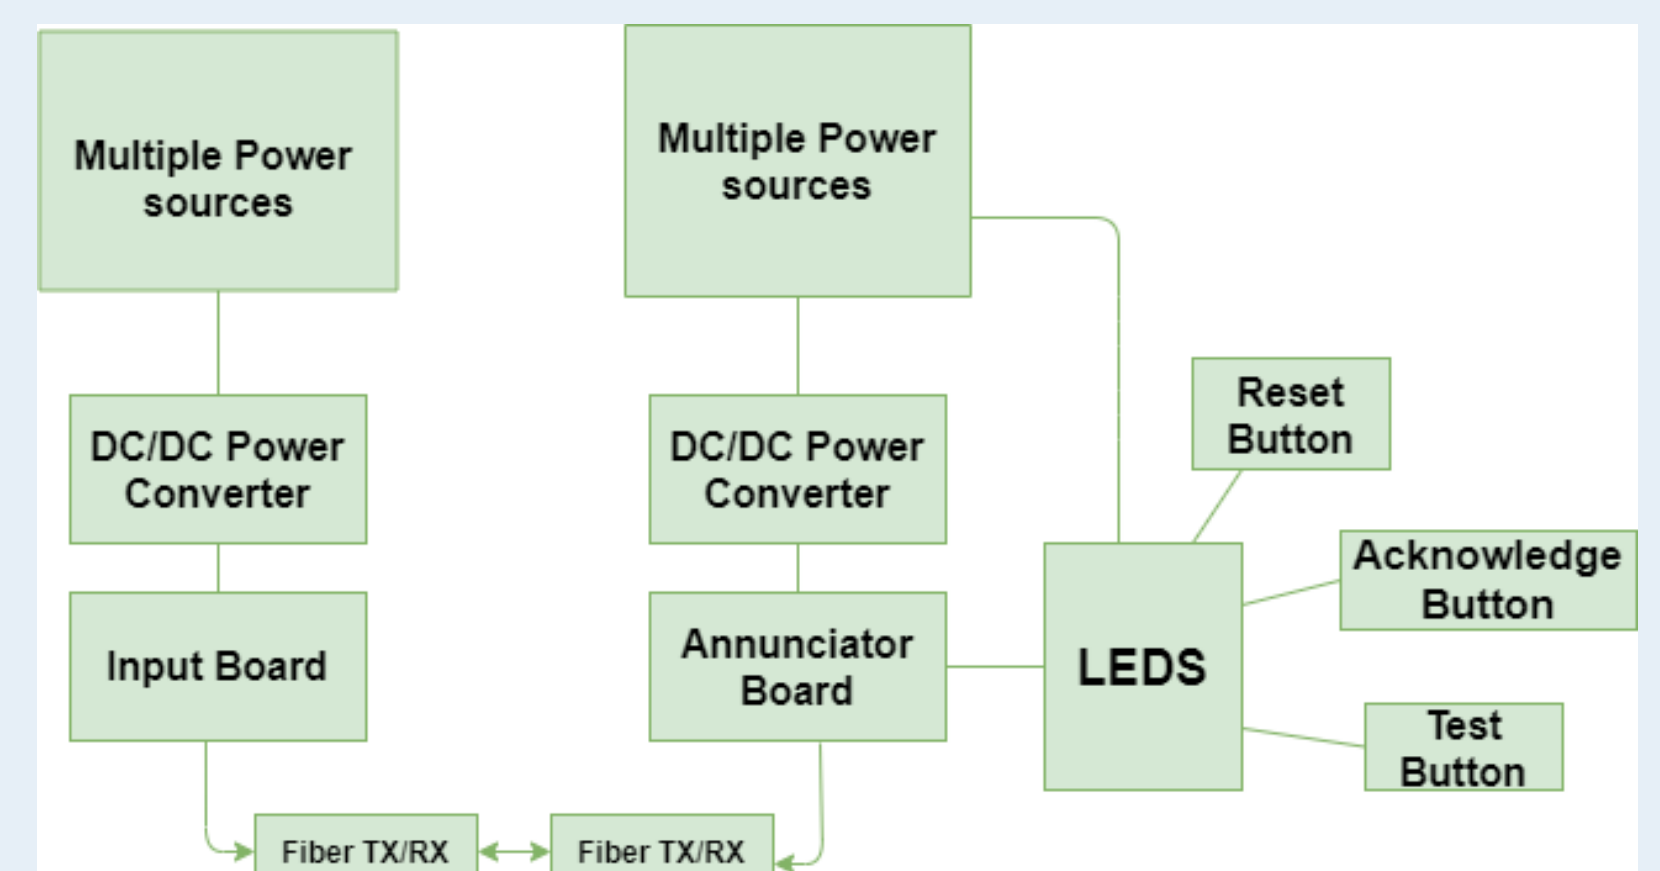 Multiple Power
sources
Multiple Power
sources
DC/DC Power
Converter
DC/DC Power
Converter
Reset
Button
Acknowledge
Button
Input Board
Annunciator
Board
LEDS
Test
Button
Fiber TX/RX
Fiber TX/RX